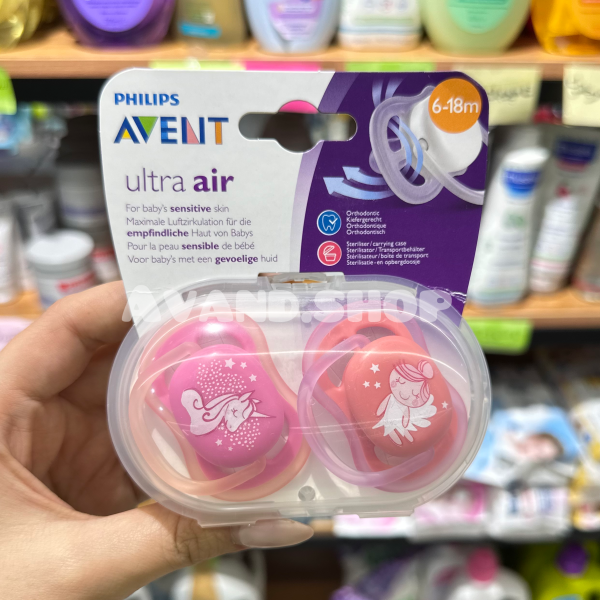 PHILIPS
AVENT
6-18m
ultra air
For baby's sensitive skin
Maximale Luftzirkulation für die
empfindliche Haut von Babys
Pour la peau sensible de bébé
Voor baby's met een gevoelige huid
Orthodontic
Kiefergerecht
Orthodontique
Orthodontisch
Steriliser / carrying case
Sterilisator / Transportbehälter
Stérilisateur / boîte de transport
Sterilisatie- en opbergdoosje
AVAND.SHOP